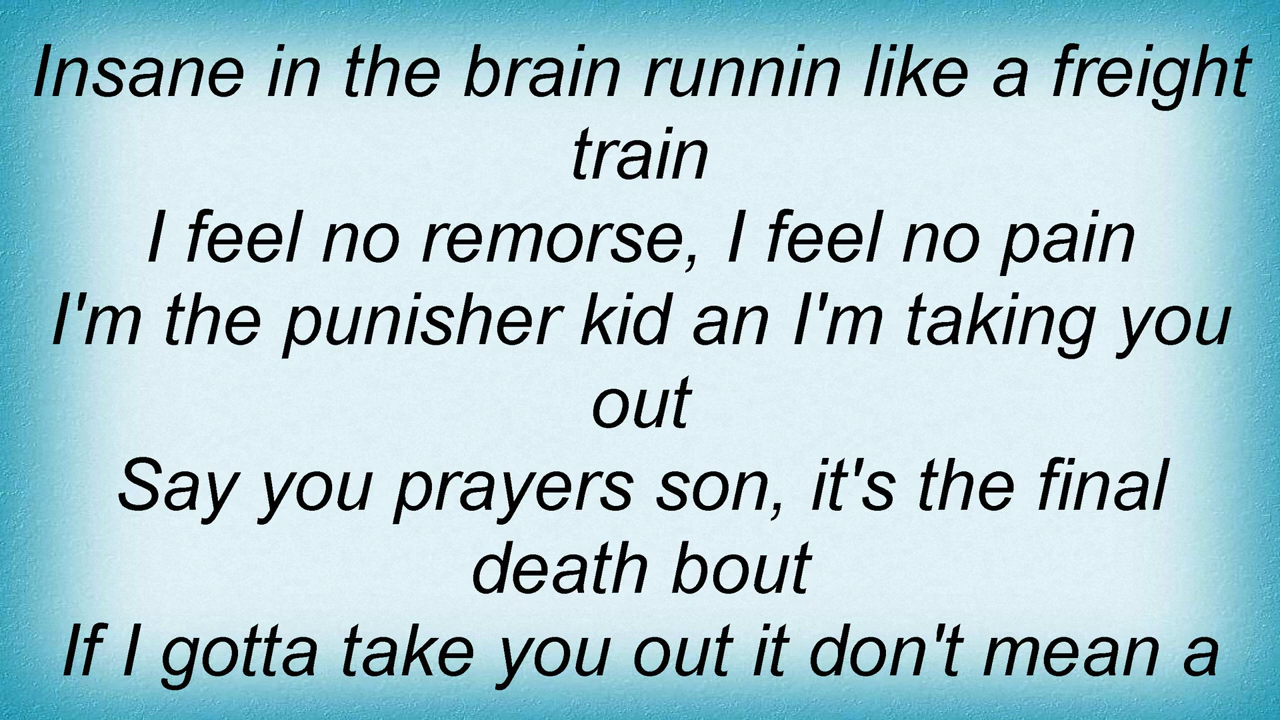 Insane in the brain runnin like a freight
train
I feel no remorse, I feel no pain
I'm the punisher kid an I'm taking you
out
Say you prayers son, it's the final
death bout
If I gotta take you out it don't mean a